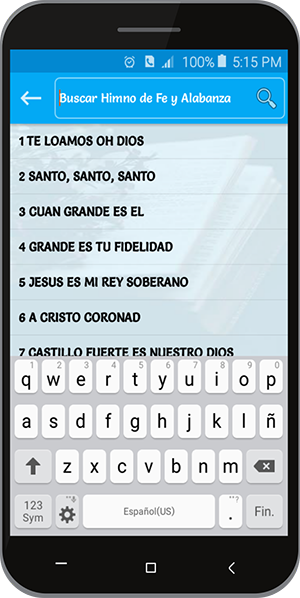 100% 5:15 PM
Buscar Himno de Fe y Alabanza
1 TE LOAMOS OH DIOS
2 SANTO, SANTO, SANTO
3 CUAN GRANDE ES EL
4 GRANDE ES TU FIDELIDAD
5 JESUS ES MI REY SOBERANO
6 A CRISTO CORONAD
7 CASTILLO FUERTE ES NUESTRO DIOS
1 2 3 4 5 6 7 8 9 0
q w e r t y u i o p
a s d f g h j k l ñ
z x c v b n m
123
Sym Español(US) . Fin.